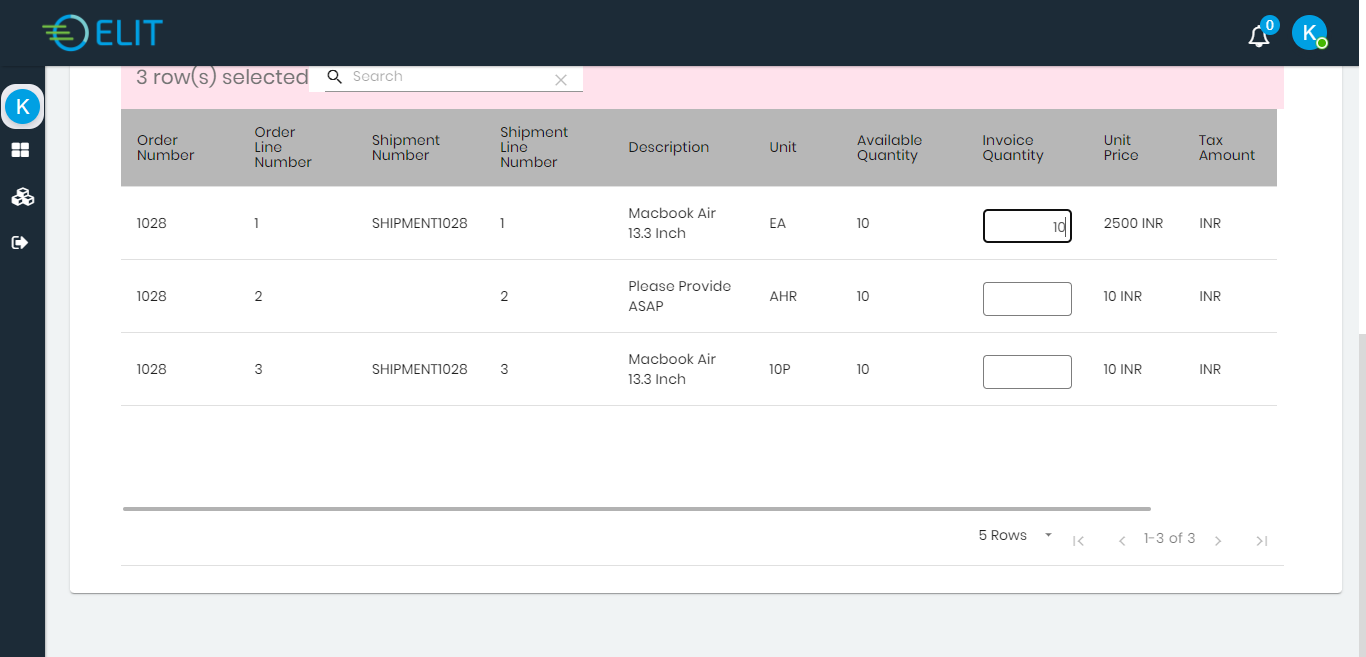 ELIT
0
K
K
3 row(s) selected
Search
Order Number
Order Line Number
Shipment Number
Shipment Line Number
Description
Unit
Available Quantity
Invoice Quantity
Unit Price
Tax Amount
1028 1 SHIPMENT1028 1 Macbook Air 13.3 Inch EA 10 10 2500 INR INR
1028 2 2 Please Provide ASAP AHR 10 10 INR INR
1028 3 SHIPMENT1028 3 Macbook Air 13.3 Inch 10P 10 10 INR INR
5 Rows 1-3 of 3